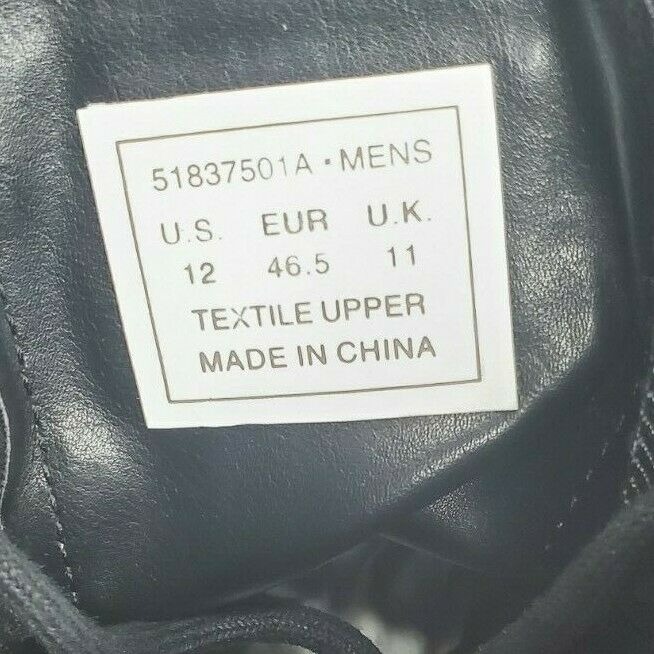 51837501A • MENS
U.S. EUR U.K.
12 46.5 11
TEXTILE UPPER
MADE IN CHINA